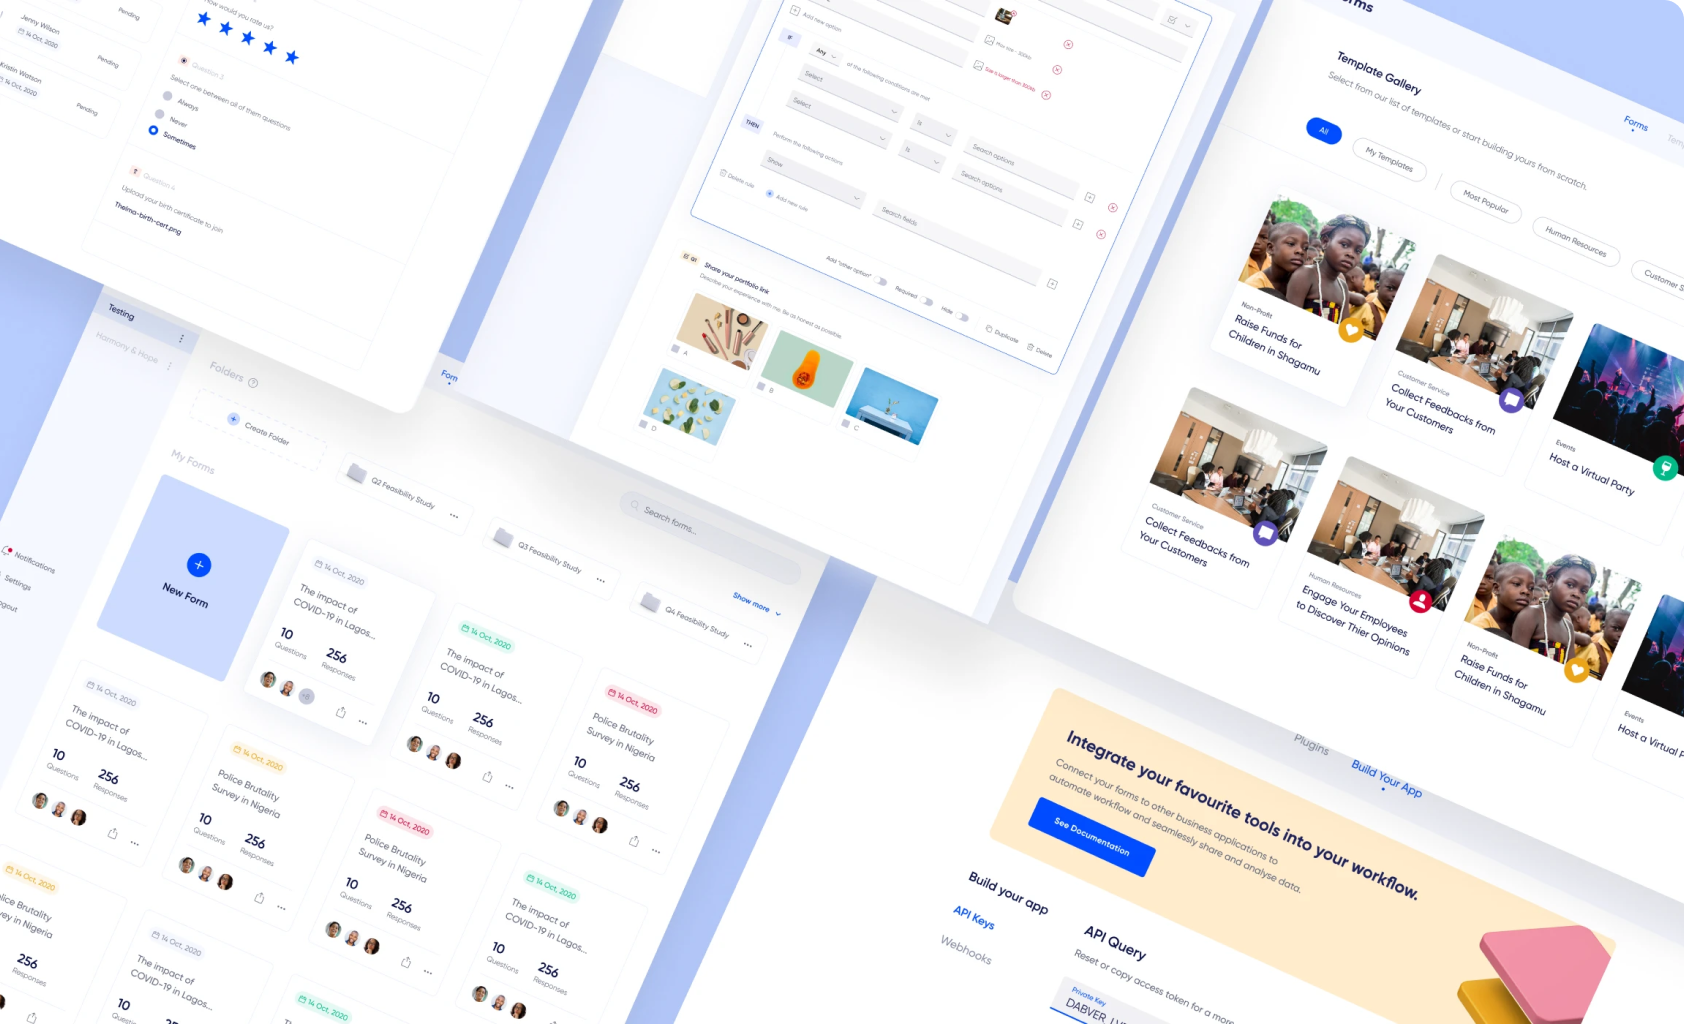 Pending
Jenny Wilson
14 Oct, 2020
Pending
Kristin Watson
14 Oct, 2020
Pending
How would you rate us?
Question 3
Select one between all of them questions
Always
Never
Sometimes
Question 4
Upload your birth certificate to join
Thelma-birth-cert.png
Add new option
Max size - 350kb
Size is larger than 350kb
IF
Any
of the following conditions are met
Select
Is
Search options
Select
Is
Search options
THEN
Perform the following actions
Show
Search fields
Delete rule
Add new rule
Add "other option"
Required
Hide
Duplicate
Delete
Q1
Share your portfolio link
Describe your experience with me. Be as honest as possible.
A
B
C
D
Template Gallery
Select from our list of templates or start building yours from scratch.
Forms
All
My Templates
Most Popular
Human Resources
Customer S
Non-Profit
Raise Funds for
Children in Shagamu
Customer Service
Collect Feedbacks from
Your Customers
Events
Host a Virtual Party
Customer Service
Collect Feedbacks from
Your Customers
Human Resources
Engage Your Employees
to Discover Thier Opinions
Non-Profit
Raise Funds for
Children in Shagamu
Events
Host a Virtual P
Testing
Harmony & Hope
Notifications
Settings
Form
Folders
Create Folder
Q2 Feasibility Study
Q3 Feasibility Study
Q4 Feasibility Study
Search forms...
Show more
My Forms
New Form
14 Oct, 2020
The impact of
COVID-19 in Lagos...
10
Questions
256
Responses
14 Oct, 2020
The impact of
COVID-19 in Lagos...
10
Questions
256
Responses
14 Oct, 2020
Police Brutality
Survey in Nigeria
10
Questions
256
Responses
14 Oct, 2020
The impact of
COVID-19 in Lagos...
10
Questions
256
Responses
14 Oct, 2020
Police Brutality
Survey in Nigeria
10
Questions
256
Responses
14 Oct, 2020
Police Brutality
Survey in Nigeria
10
Questions
256
Responses
14 Oct, 2020
The impact of
COVID-19 in Lagos...
10
Questions
256
Responses
14 Oct, 2020
Police Brutality
Survey in Nigeria
256
Responses
14 Oct, 2020
The impact of
COVID-19 in Lagos...
10
14 Oct, 2020
Plugins
Build Your App
Integrate your favourite tools into your workflow.
Connect your forms to other business applications to
automate workflow and seamlessly share and analyse data.
See Documentation
Build your app
API Keys
Webhooks
API Query
Reset or copy access token for a more
Private Key